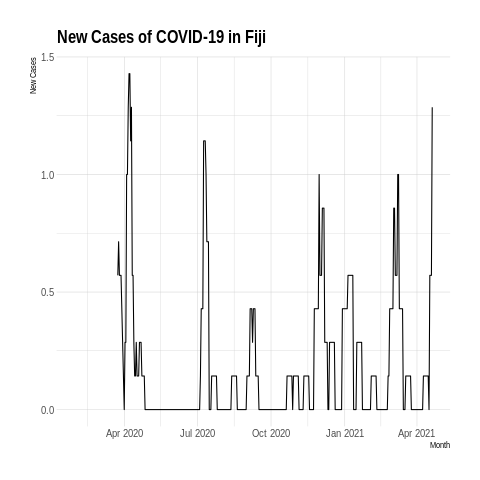 New Cases of COVID-19 in Fiji
New Cases
1.5
1.0
0.5
0.0
Apr 2020 Jul 2020 Oct 2020 Jan 2021 Apr 2021
Month